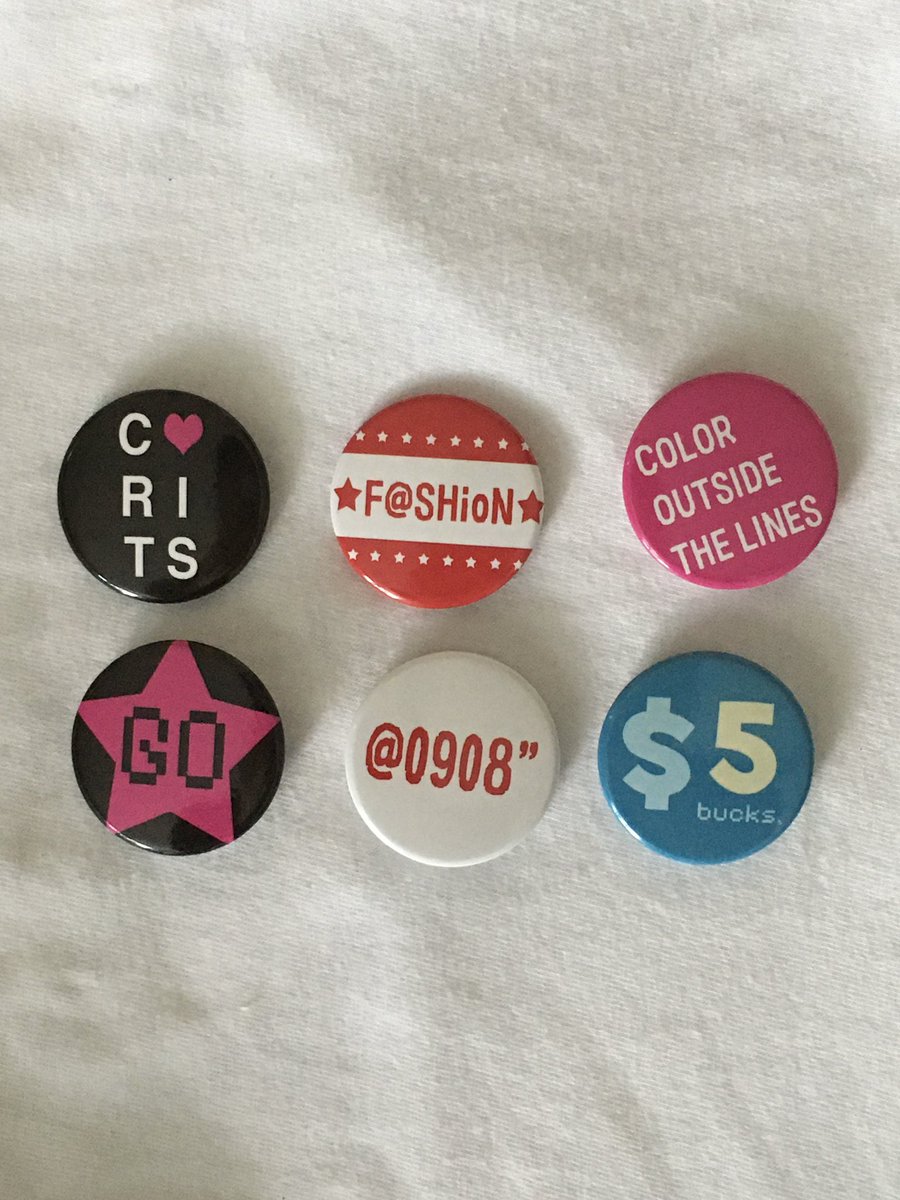 C
RI
TS
F@SHioN
COLOR
OUTSIDE
THE LINES
GO
@0908”
$5
bucks.